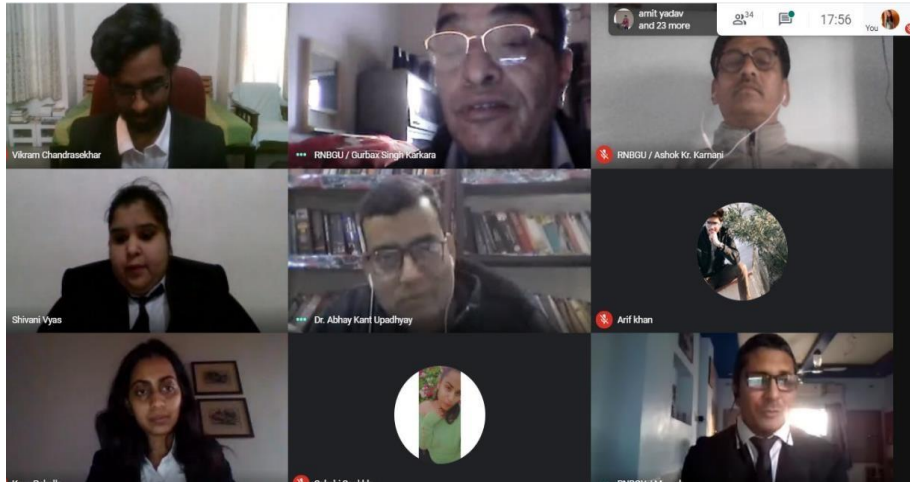 amit yadav
and 23 more
34
17:56
You
Vikram Chandrasekhar
RNBGU / Gurbax Singh Karkara
RNBGU / Ashok Kr. Karnani
Shivani Vyas
Dr. Abhay Kant Upadhyay
Arif khan